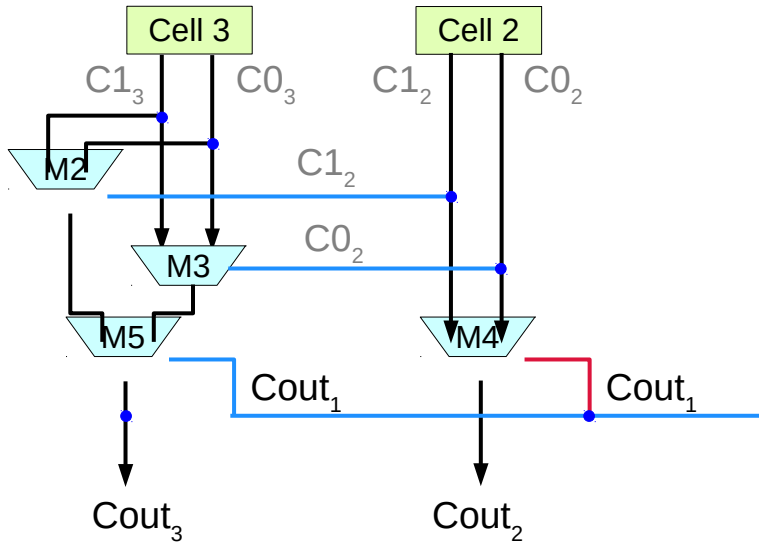 Cell 3
Cell 2
C1₃
C0₃
C1₂
C0₂
M2
C1₂
C0₂
M3
M5
M4
Cout₁
Cout₁
Cout₃
Cout₂